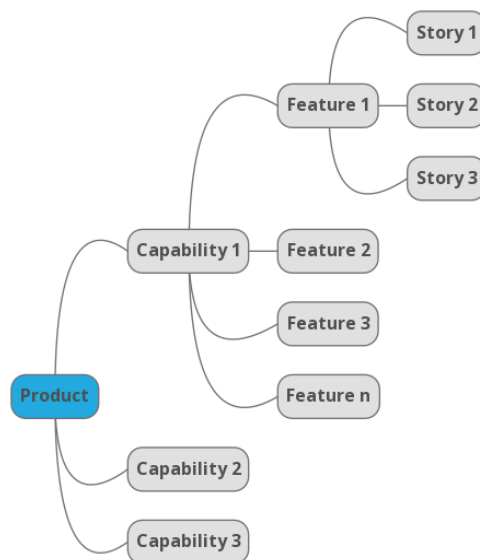 Story 1
Feature 1
Story 2
Story 3
Capability 1
Feature 2
Feature 3
Product
Feature n
Capability 2
Capability 3